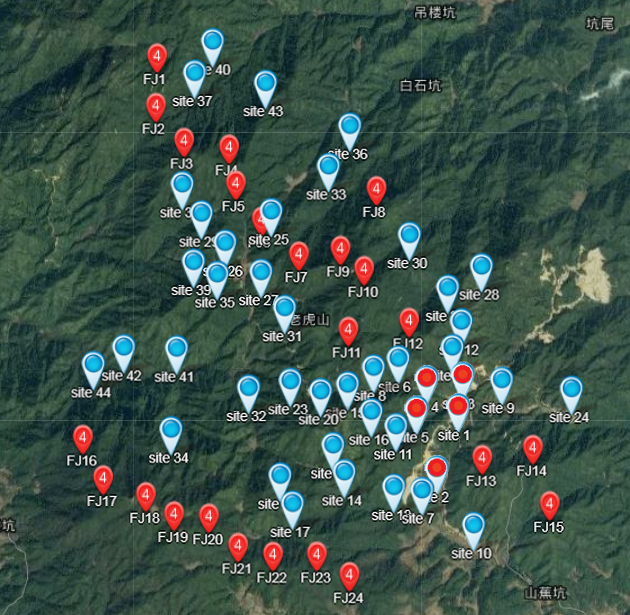 吊楼坑
坑尾
site 40
FJ1
site 37
白石坑
site 43
FJ2
FJ3
FJ4
site 36
FJ5
site 33
FJ8
site 25
site 30
site 26
FJ7
FJ9
FJ10
site 39
site 35
site 27
site 28
老虎山
site 31
FJ11
FJ12
site 12
site 42
site 41
site 44
site 6
site 8
site 32
site 23
site 20
site 9
site 24
site 16
site 5
site 1
site 11
FJ16
site 34
FJ13
FJ14
FJ17
site 14
site 2
FJ18
site 17
site 7
FJ15
FJ19
FJ20
坑
site 10
FJ21
FJ22
FJ23
FJ24
山蕉坑